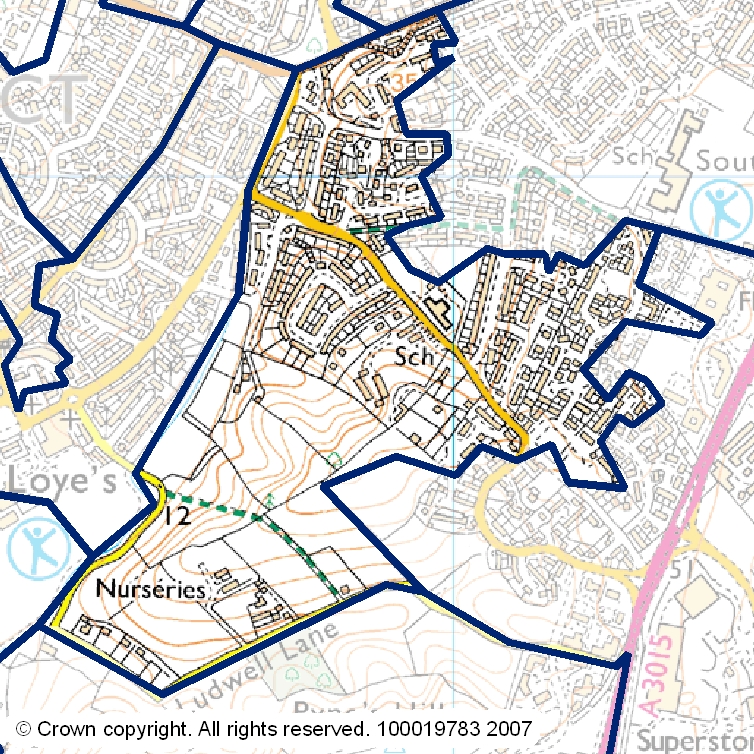 CT
35
Sch
Sout
Sch
Loye's
12
Nurseries
51
A 3015
Ludwell Lane
Superstor
© Crown copyright. All rights reserved. 100019783 2007